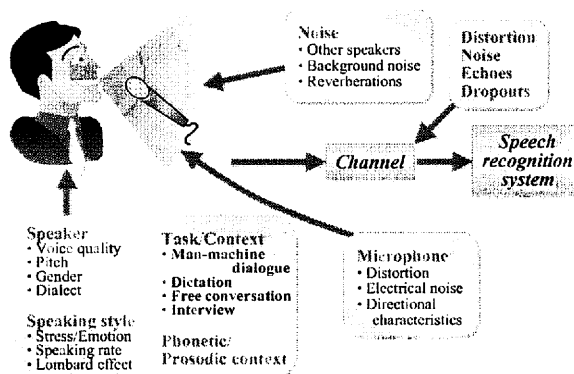 Noise
• Other speakers
• Background noise
• Reverberations
Distortion
Noise
Echoes
Dropouts
Channel
Speech
recognition
system
Speaker
• Voice quality
• Pitch
• Gender
• Dialect
Speaking style
• Stress/Emotion
• Speaking rate
• Lombard effect
Task/Context
• Man-machine
dialogue
• Dictation
• Free conversation
• Interview
Phonetic/
Prosodic context
Microphone
• Distortion
• Electrical noise
• Directional
characteristics